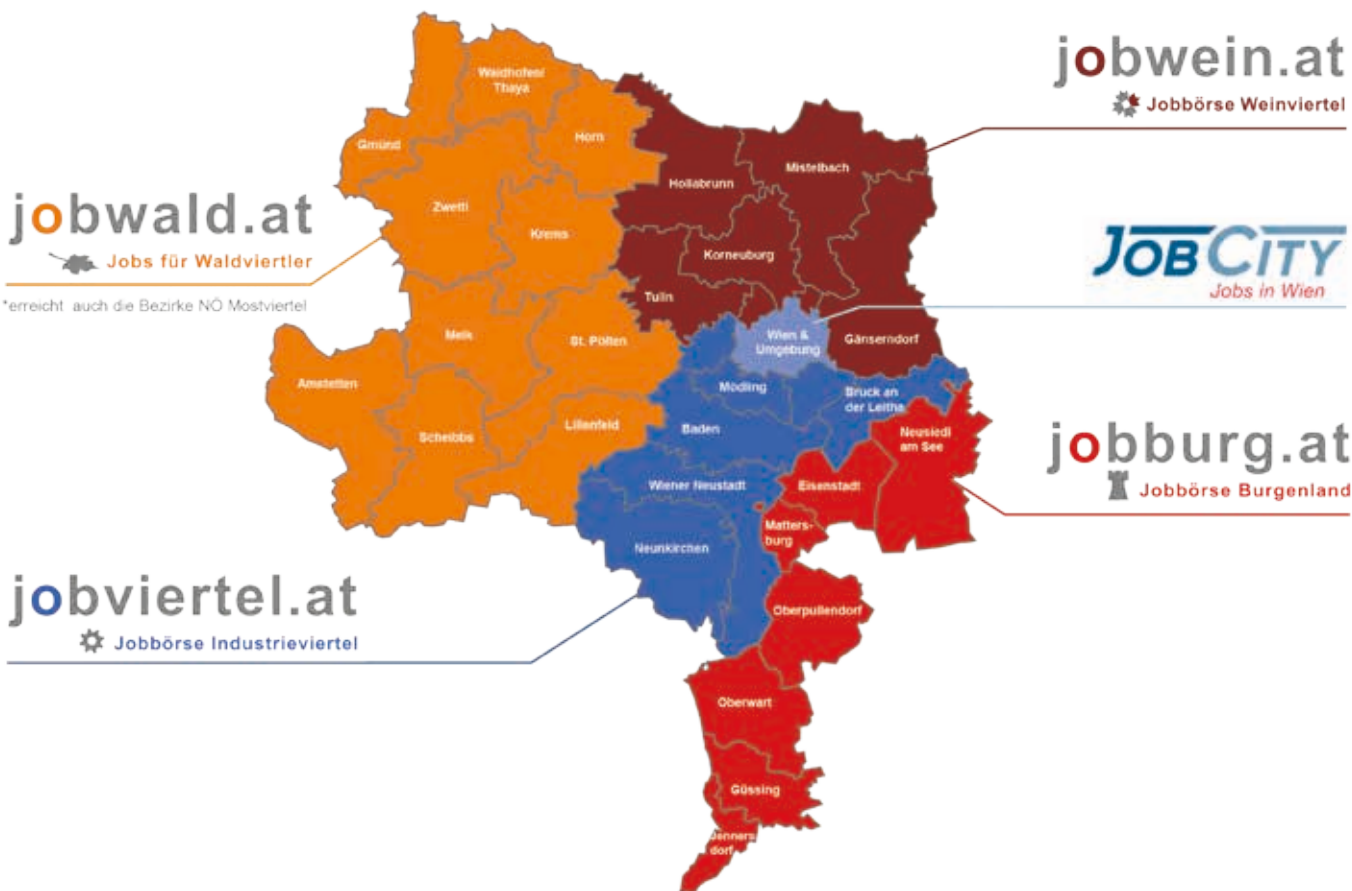 jobwein.at
Jobbörse Weinviertel
jobwald.at
Jobs für Waldviertler
*erreicht auch die Bezirke NÖ Mostviertel
JOBCITY
Jobs in Wien
jobburg.at
Jobbörse Burgenland
jobviertel.at
Jobbörse Industrieviertel
Waidhofen/
Thaya
Gmünd
Horn
Zwettl
Krems
Hollabrunn
Mistelbach
Korneuburg
Tulln
Wien &
Umgebung
Gänserndorf
Melk
St. Pölten
Amstetten
Scheibbs
Lilienfeld
Mödling
Bruck an
der Leitha
Baden
Neusiedl
am See
Wiener Neustadt
Eisenstadt
Matters-
burg
Neunkirchen
Oberpullendorf
Oberwart
Güssing
Jenners
dorf